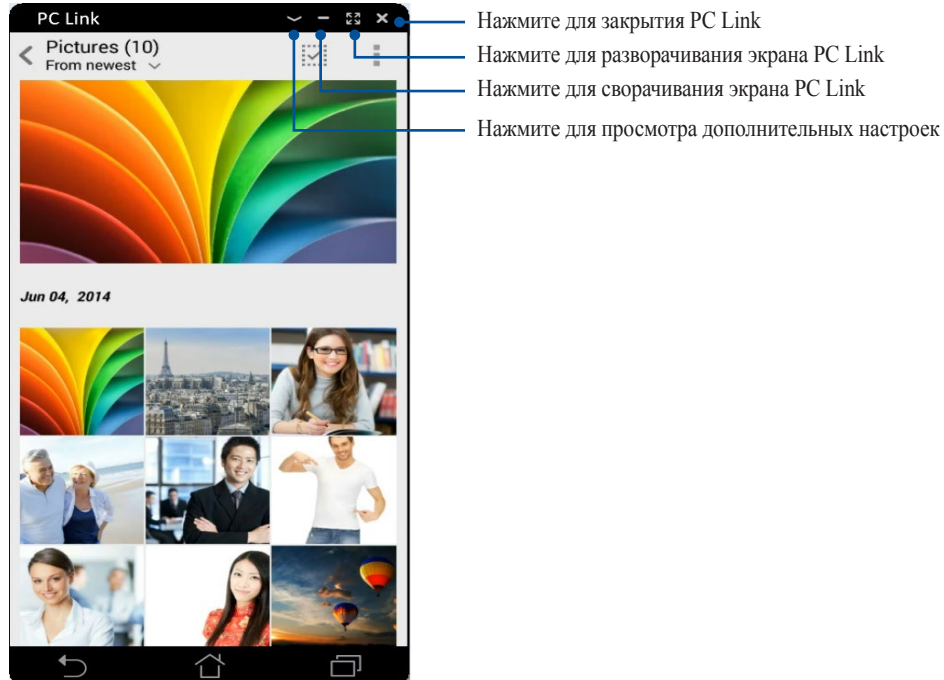 PC Link
Нажмите для закрытия PC Link
Pictures (10)
From newest
Нажмите для разворачивания экрана PC Link
Нажмите для сворачивания экрана PC Link
Нажмите для просмотра дополнительных настроек
Jun 04, 2014